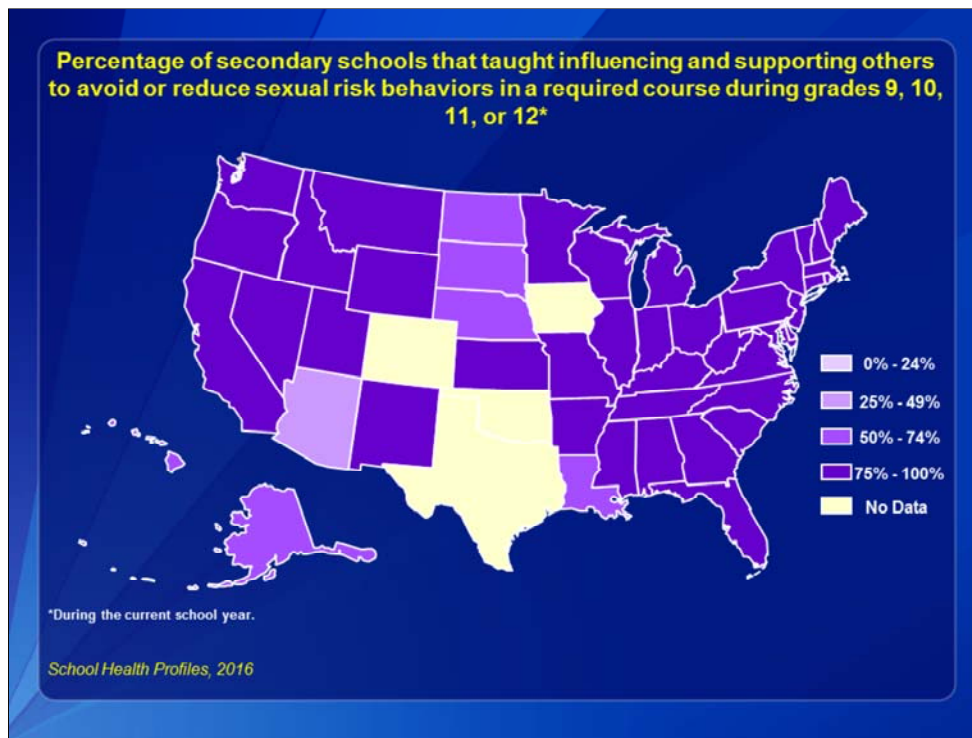 Percentage of secondary schools that taught influencing and supporting others
to avoid or reduce sexual risk behaviors in a required course during grades 9, 10,
11, or 12*
0% - 24%
25% - 49%
50% - 74%
75% - 100%
No Data
*During the current school year.
School Health Profiles, 2016